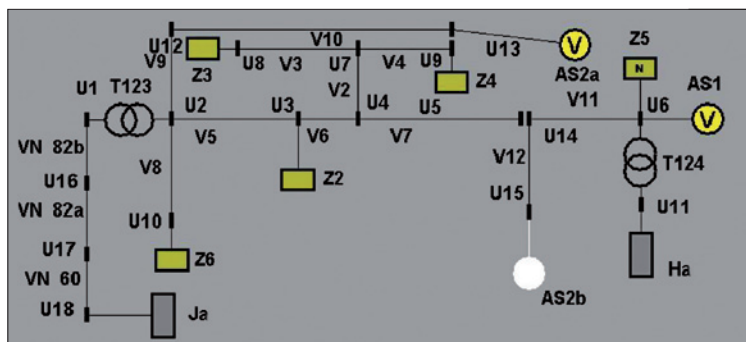 U12
V9
V10
Z3
U8
V3
U7
V4
U9
U13
V
AS2a
Z5
N
U1
T123
U2
U3
V2
U4
U5
Z4
V11
U6
AS1
V
VN 82b
V5
V6
V7
U14
V8
Z2
V12
T124
U16
VN 82a
U10
U15
U11
U17
Z6
VN 60
Ha
U18
Ja
AS2b